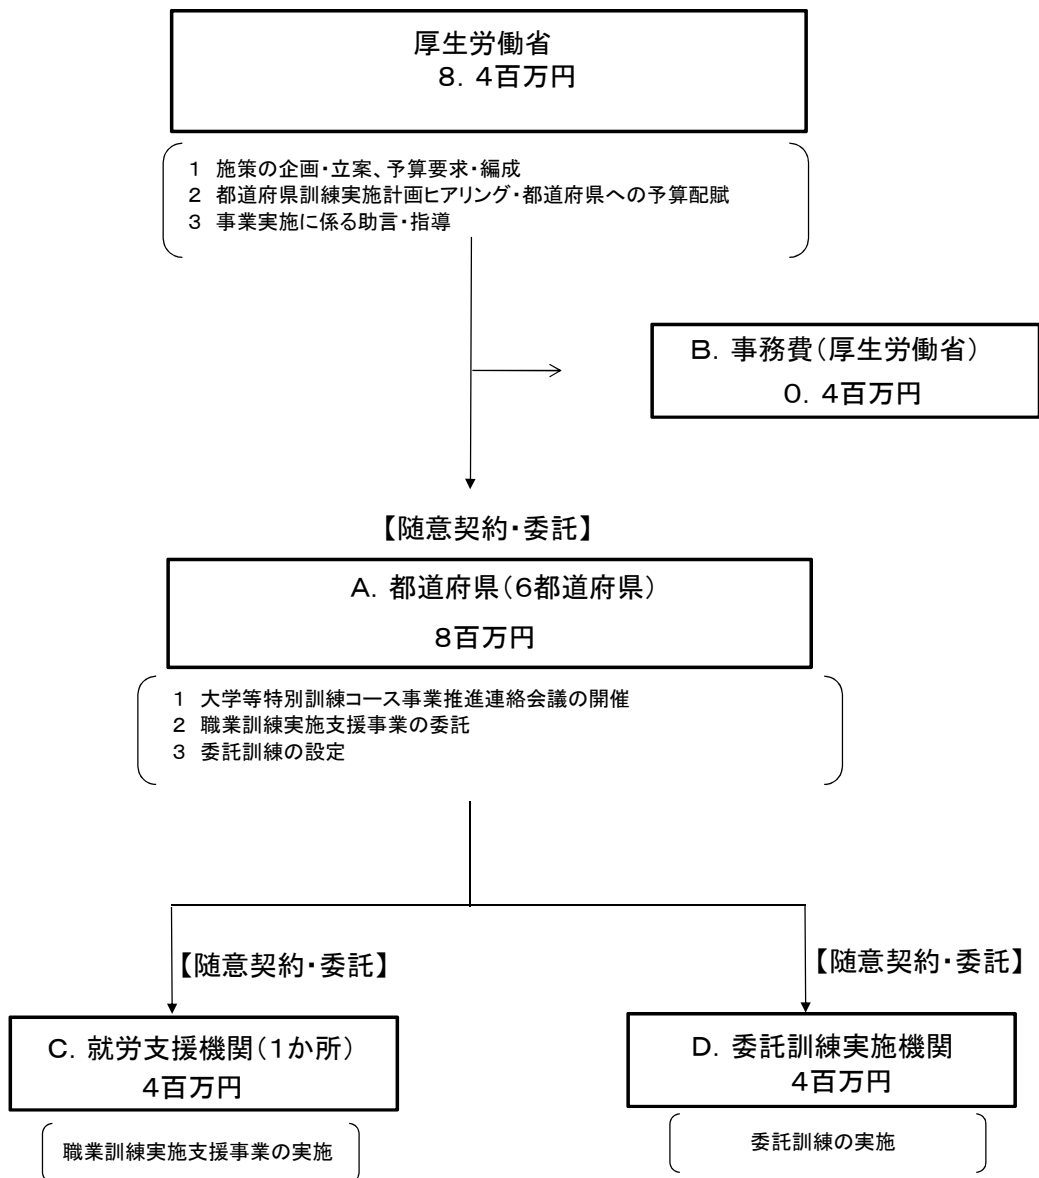 厚生労働省
８．４百万円
１　施策の企画・立案、予算要求・編成
２　都道府県訓練実施計画ヒアリング・都道府県への予算配賦
３　事業実施に係る助言・指導
Ｂ．事務費（厚生労働省）
０．４百万円
【随意契約・委託】
Ａ．都道府県（６都道府県）
８百万円
１　大学等特別訓練コース事業推進連絡会議の開催
２　職業訓練実施支援事業の委託
３　委託訓練の設定
【随意契約・委託】
【随意契約・委託】
Ｃ．就労支援機関（１か所）
４百万円
Ｄ．委託訓練実施機関
４百万円
職業訓練実施支援事業の実施
委託訓練の実施